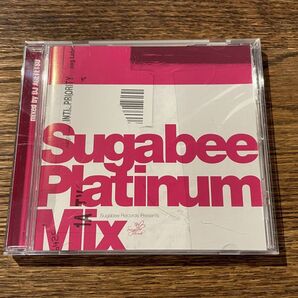 mixed by DJ
INTL PRIORITY
Sugabee
Platinum
Mix
Sugabee Records Presents